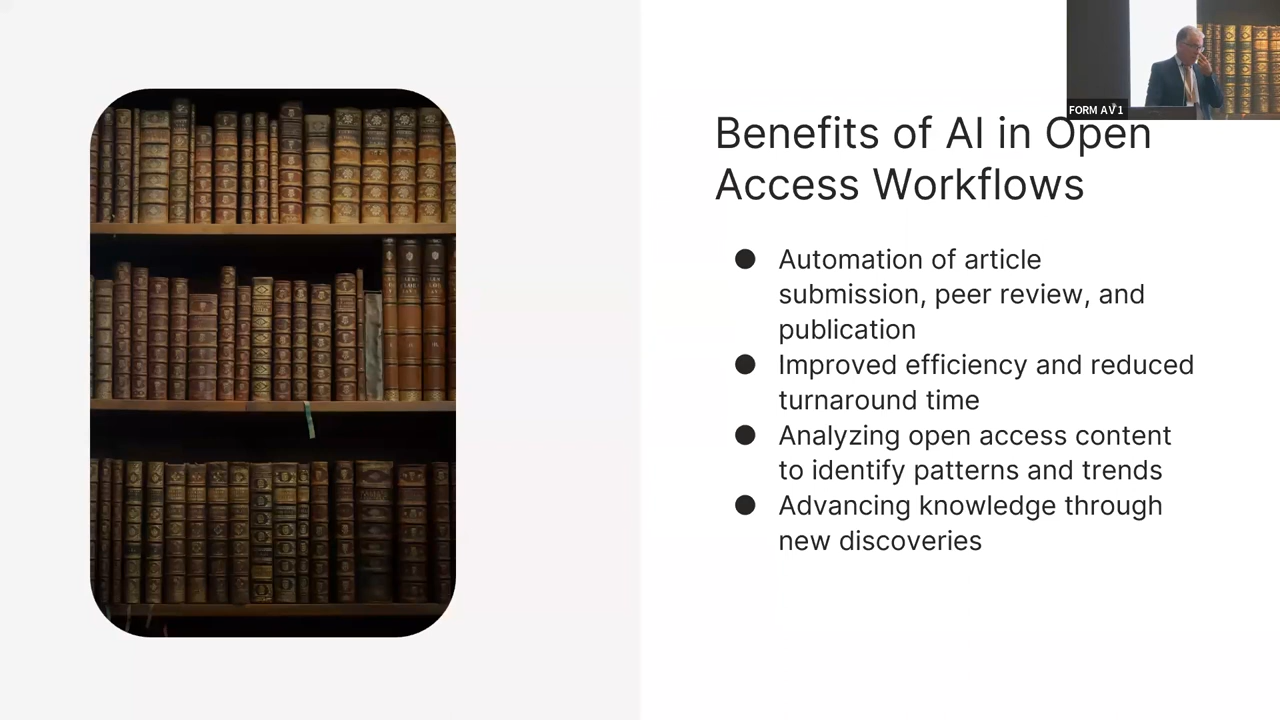 FORM AV 1
Benefits of AI in Open
Access Workflows
● Automation of article
submission, peer review, and
publication
● Improved efficiency and reduced
turnaround time
● Analyzing open access content
to identify patterns and trends
● Advancing knowledge through
new discoveries